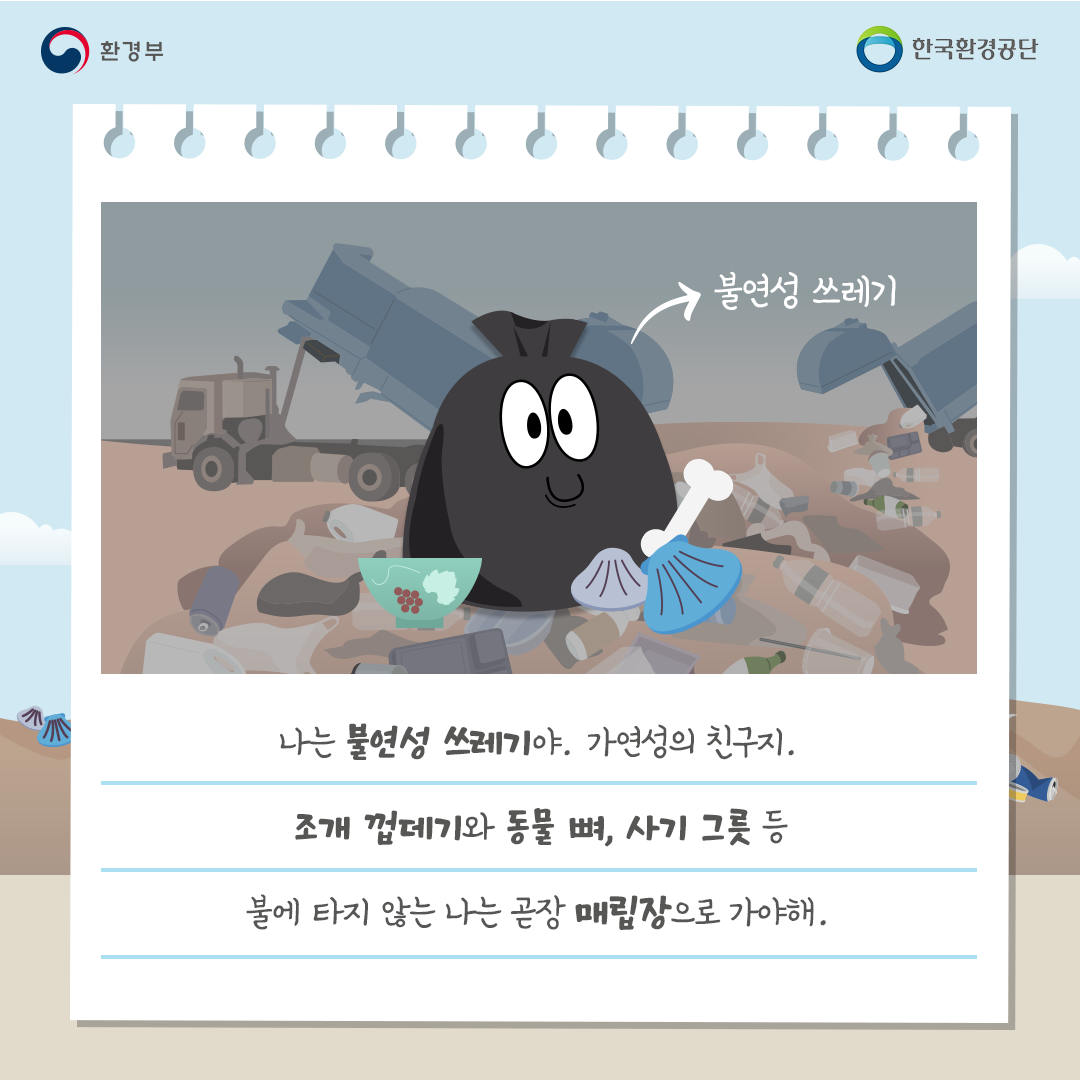 환경부
한국환경공단
불연성 쓰레기
나는 불연성 쓰레기야. 가연성의 친구지.
조개 껍데기와 동물 뼈, 사기 그릇 등
불에 타지 않는 나는 곧장 매립장으로 가야해.